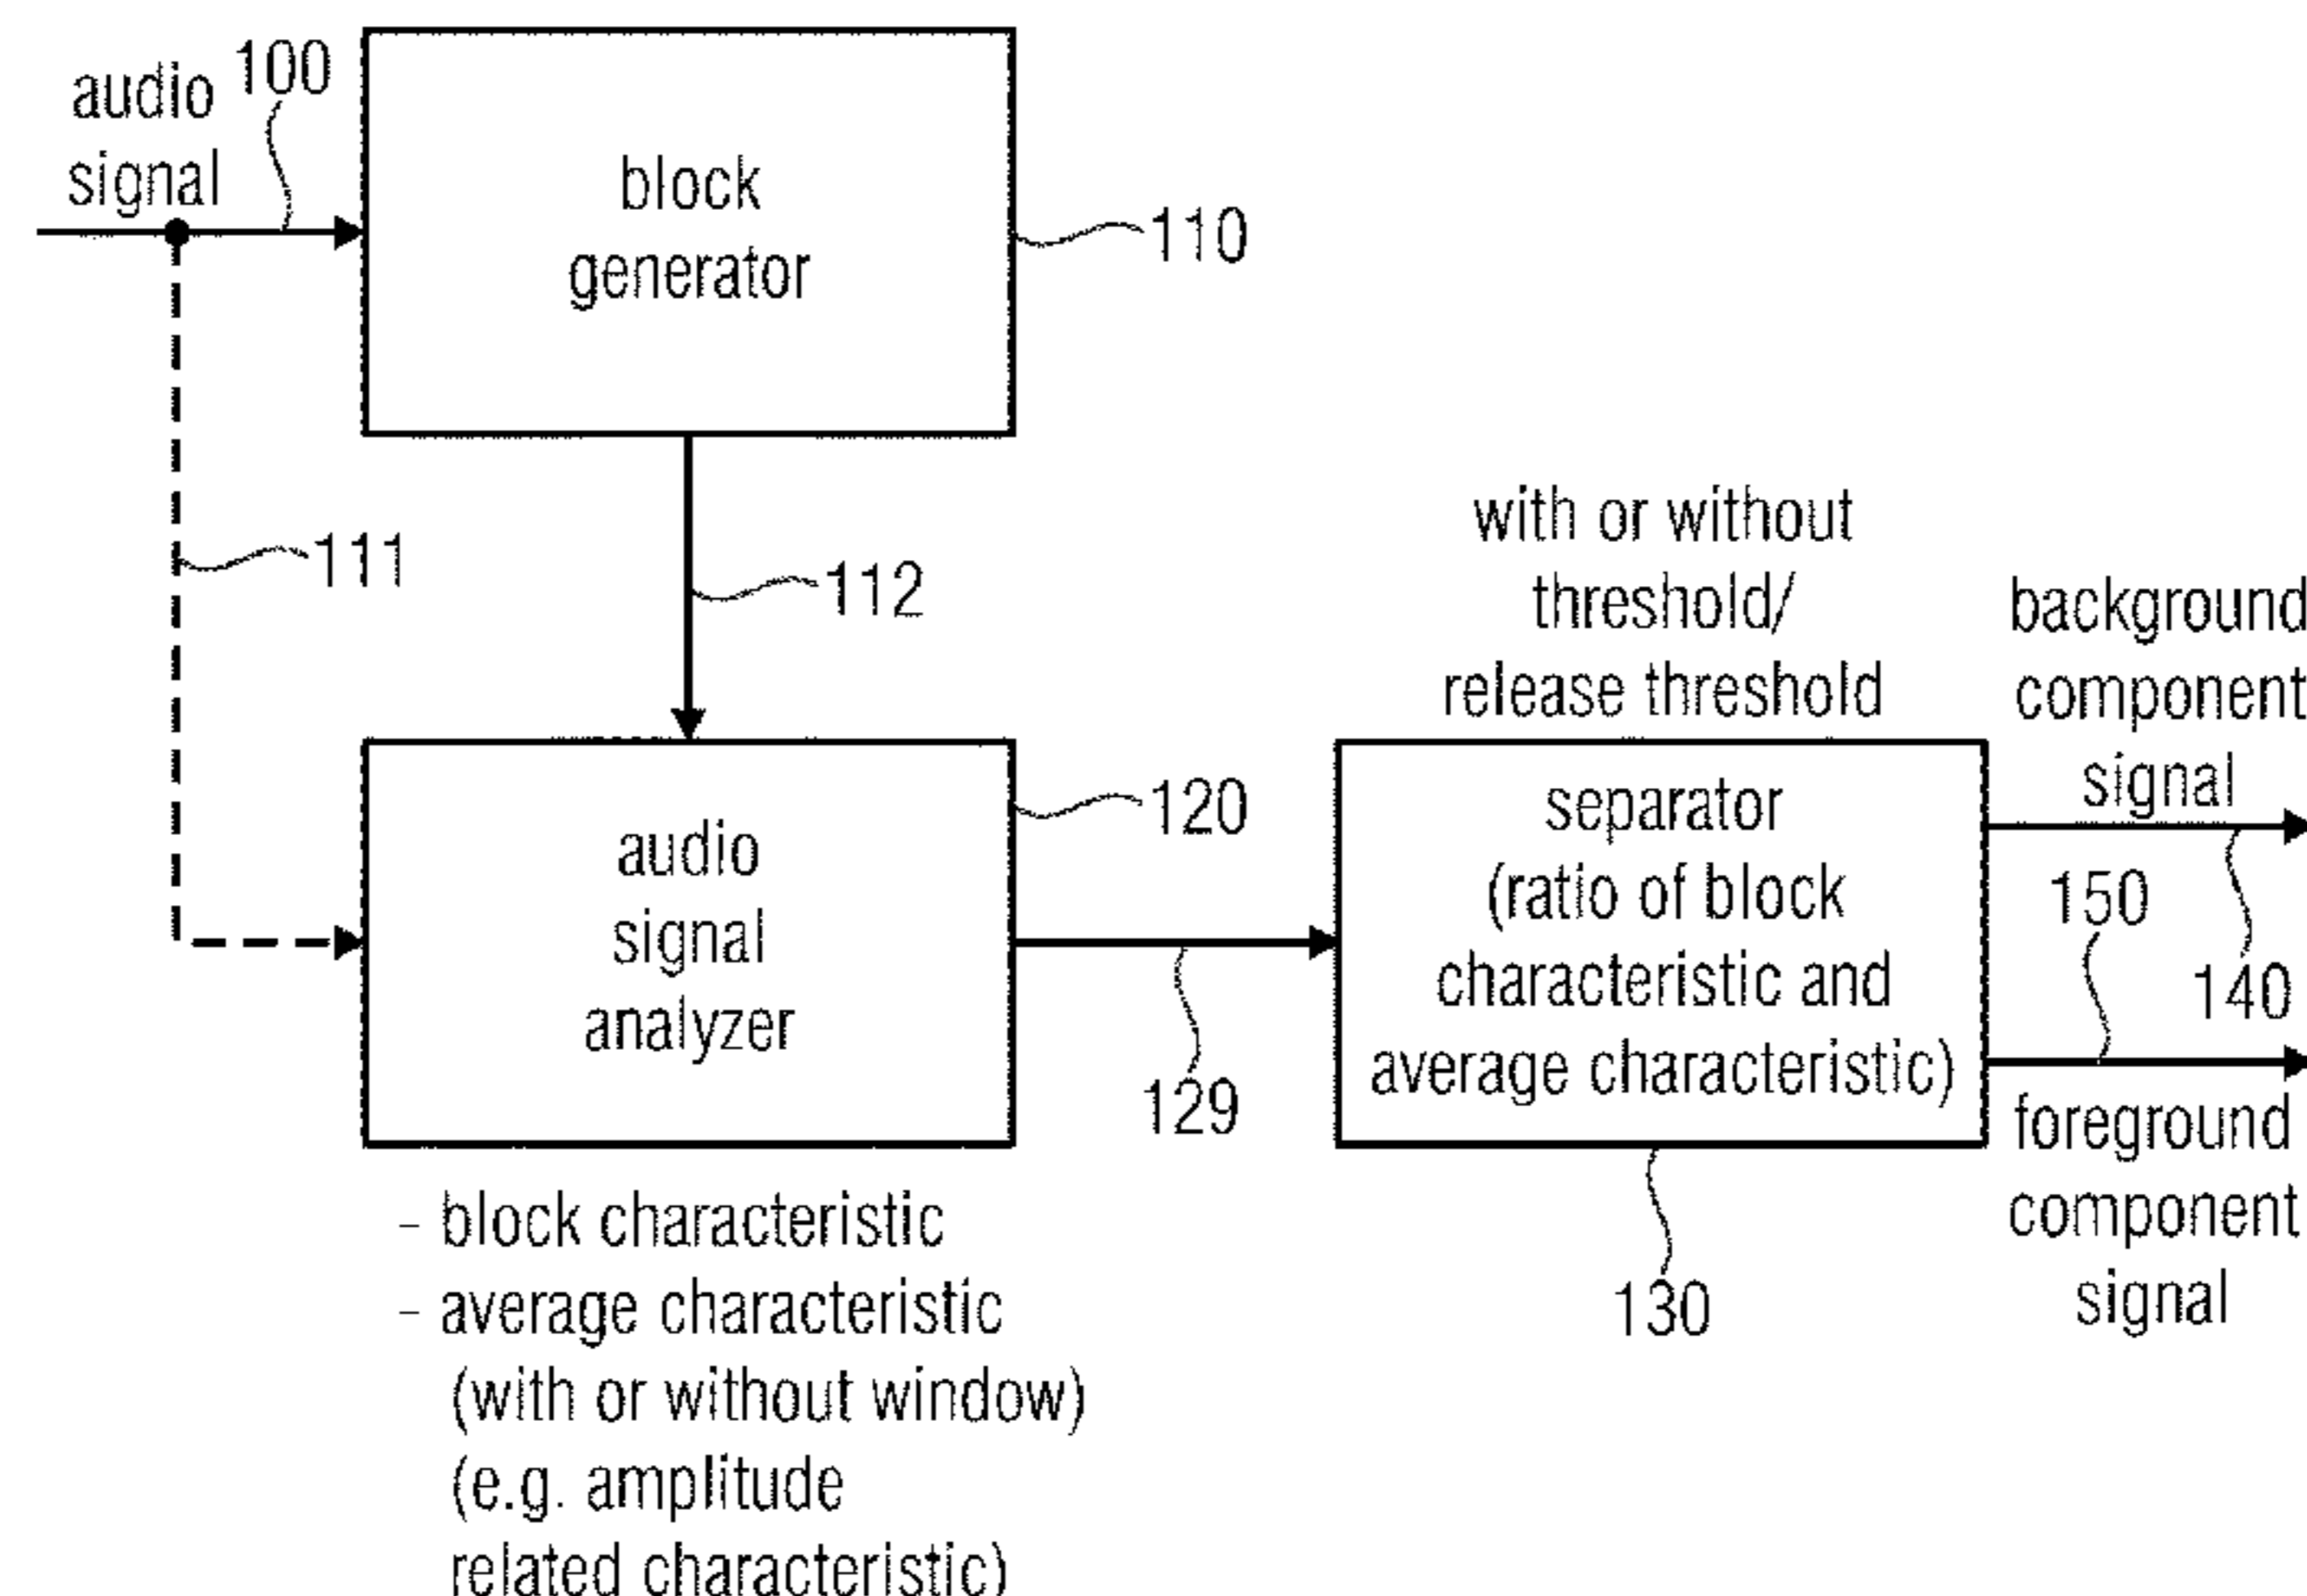 audio
signal
100
block
generator
110
111
112
with or without
threshold/
release threshold
background
component
signal
audio
signal
analyzer
120
129
separator
(ratio of block
characteristic and
average characteristic)
130
150
140
foreground
component
signal
- block characteristic
- average characteristic
(with or without window)
(e.g. amplitude
related characteristic)